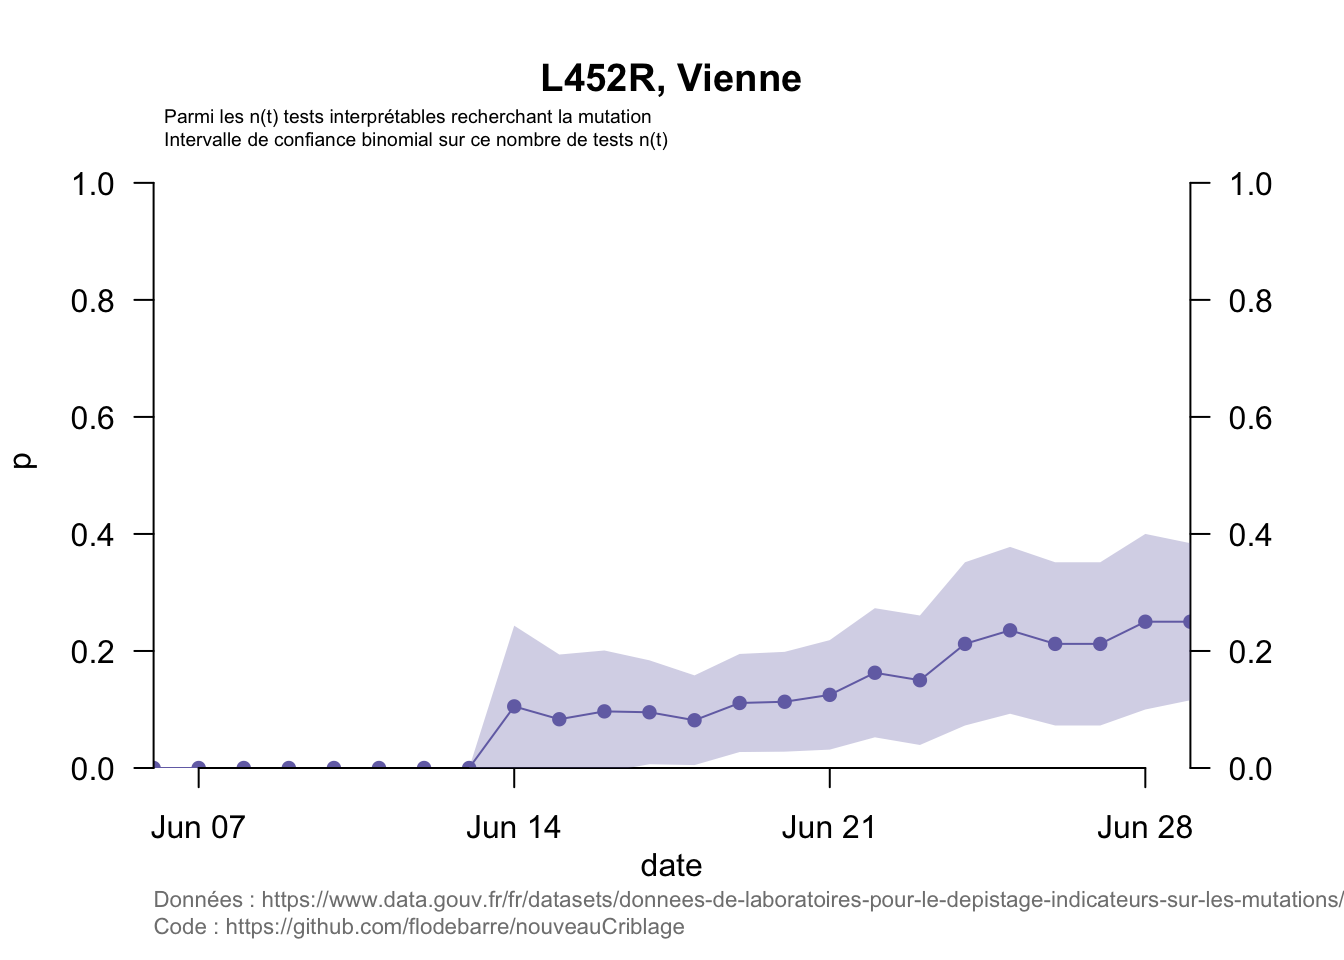 L452R, Vienne
Parmi les n(t) tests interprétables recherchant la mutation
Intervalle de confiance binomial sur ce nombre de tests n(t)
1.0
0.8
0.6
0.4
0.2
0.0
p
1.0
0.8
0.6
0.4
0.2
0.0
Jun 07 Jun 14 Jun 21 Jun 28
date
Données : https://www.data.gouv.fr/fr/datasets/donnees-de-laboratoires-pour-le-depistage-indicateurs-sur-les-mutations/
Code : https://github.com/flodebarre/nouveauCriblage